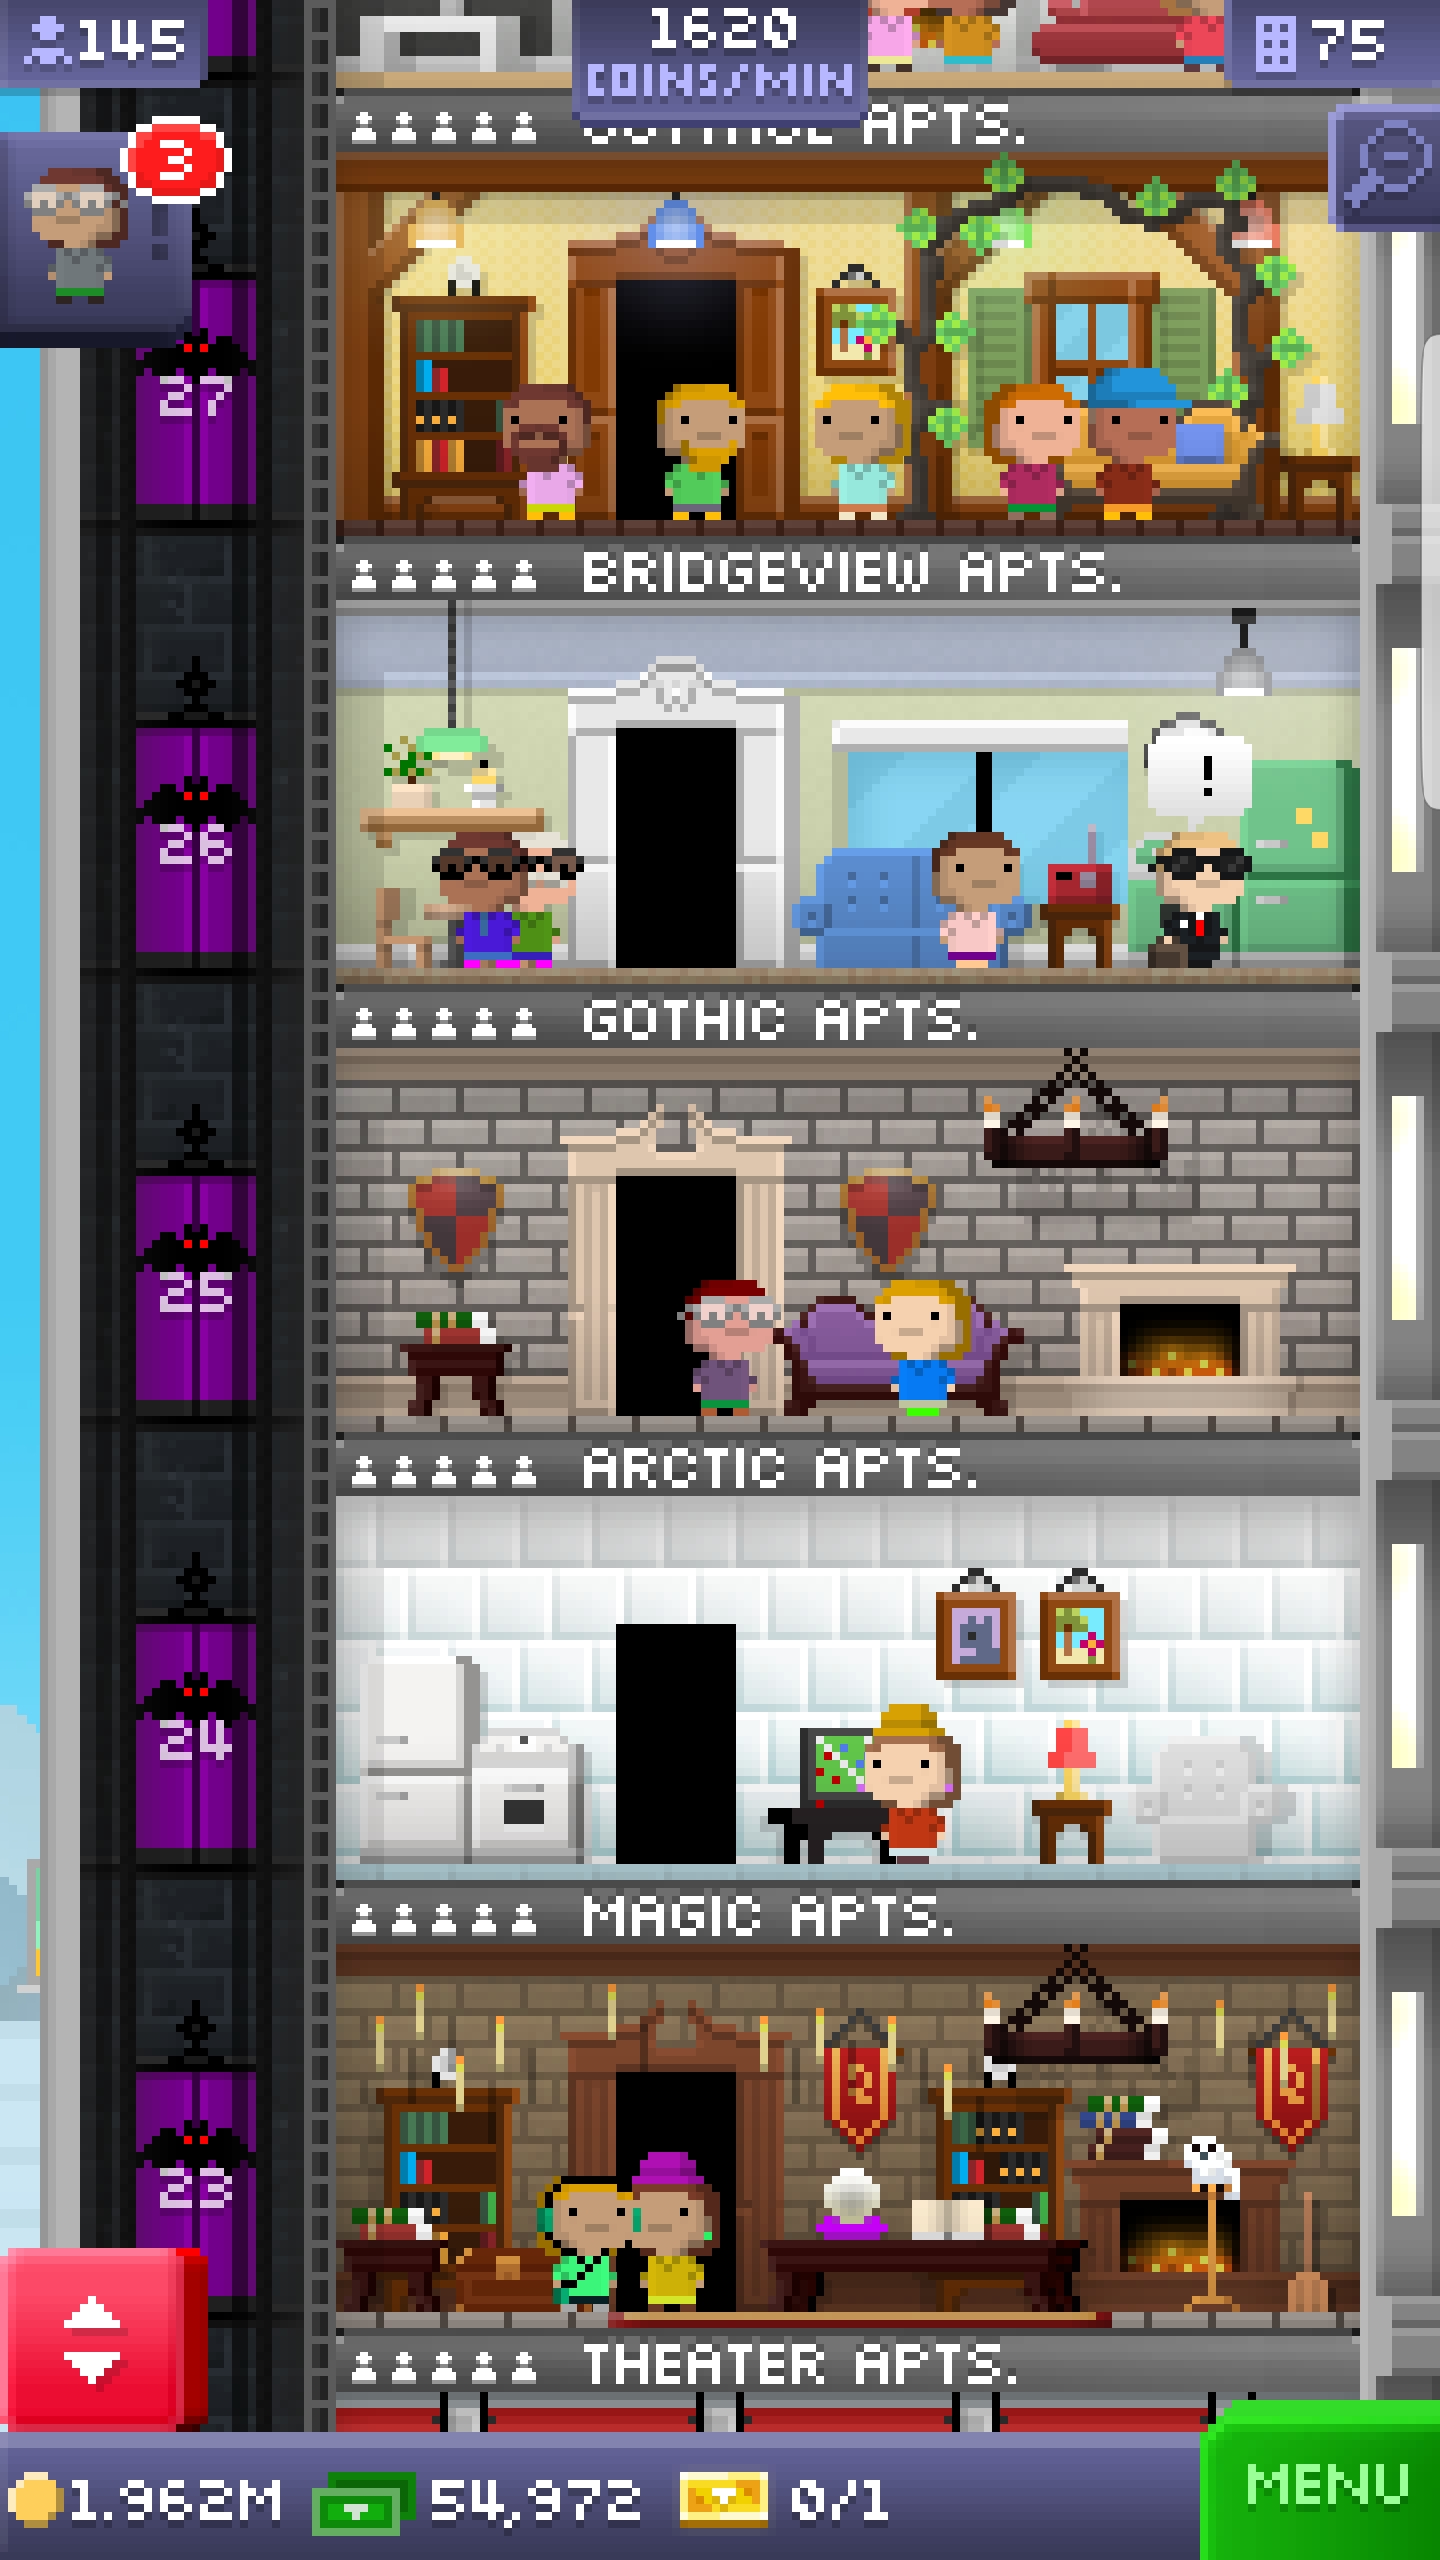 145
1620
COINS/MIN
75
3
COTTAGE APTS.
27
BRIDGEVIEW APTS.
!
26
GOTHIC APTS.
25
ARCTIC APTS.
24
MAGIC APTS.
23
THEATER APTS.
1.962M
54,972
0/1
MENU